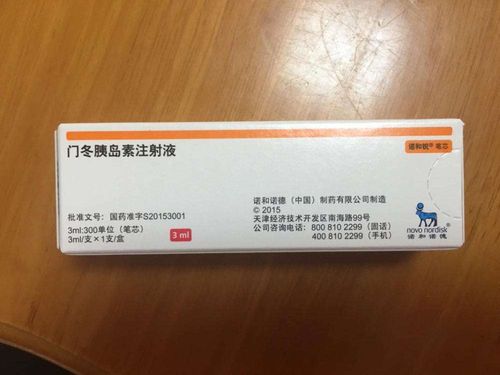 门冬胰岛素注射液
诺和锐® 笔芯
批准文号：国药准字S20153001
3ml:300单位（笔芯）
3ml/支×1支/盒
3 ml
诺和诺德（中国）制药有限公司制造
© 2015
天津经济技术开发区南海路99号
公司咨询电话：800 810 2299（固话）
400 810 2299（手机）
novo nordisk®
诺和诺德